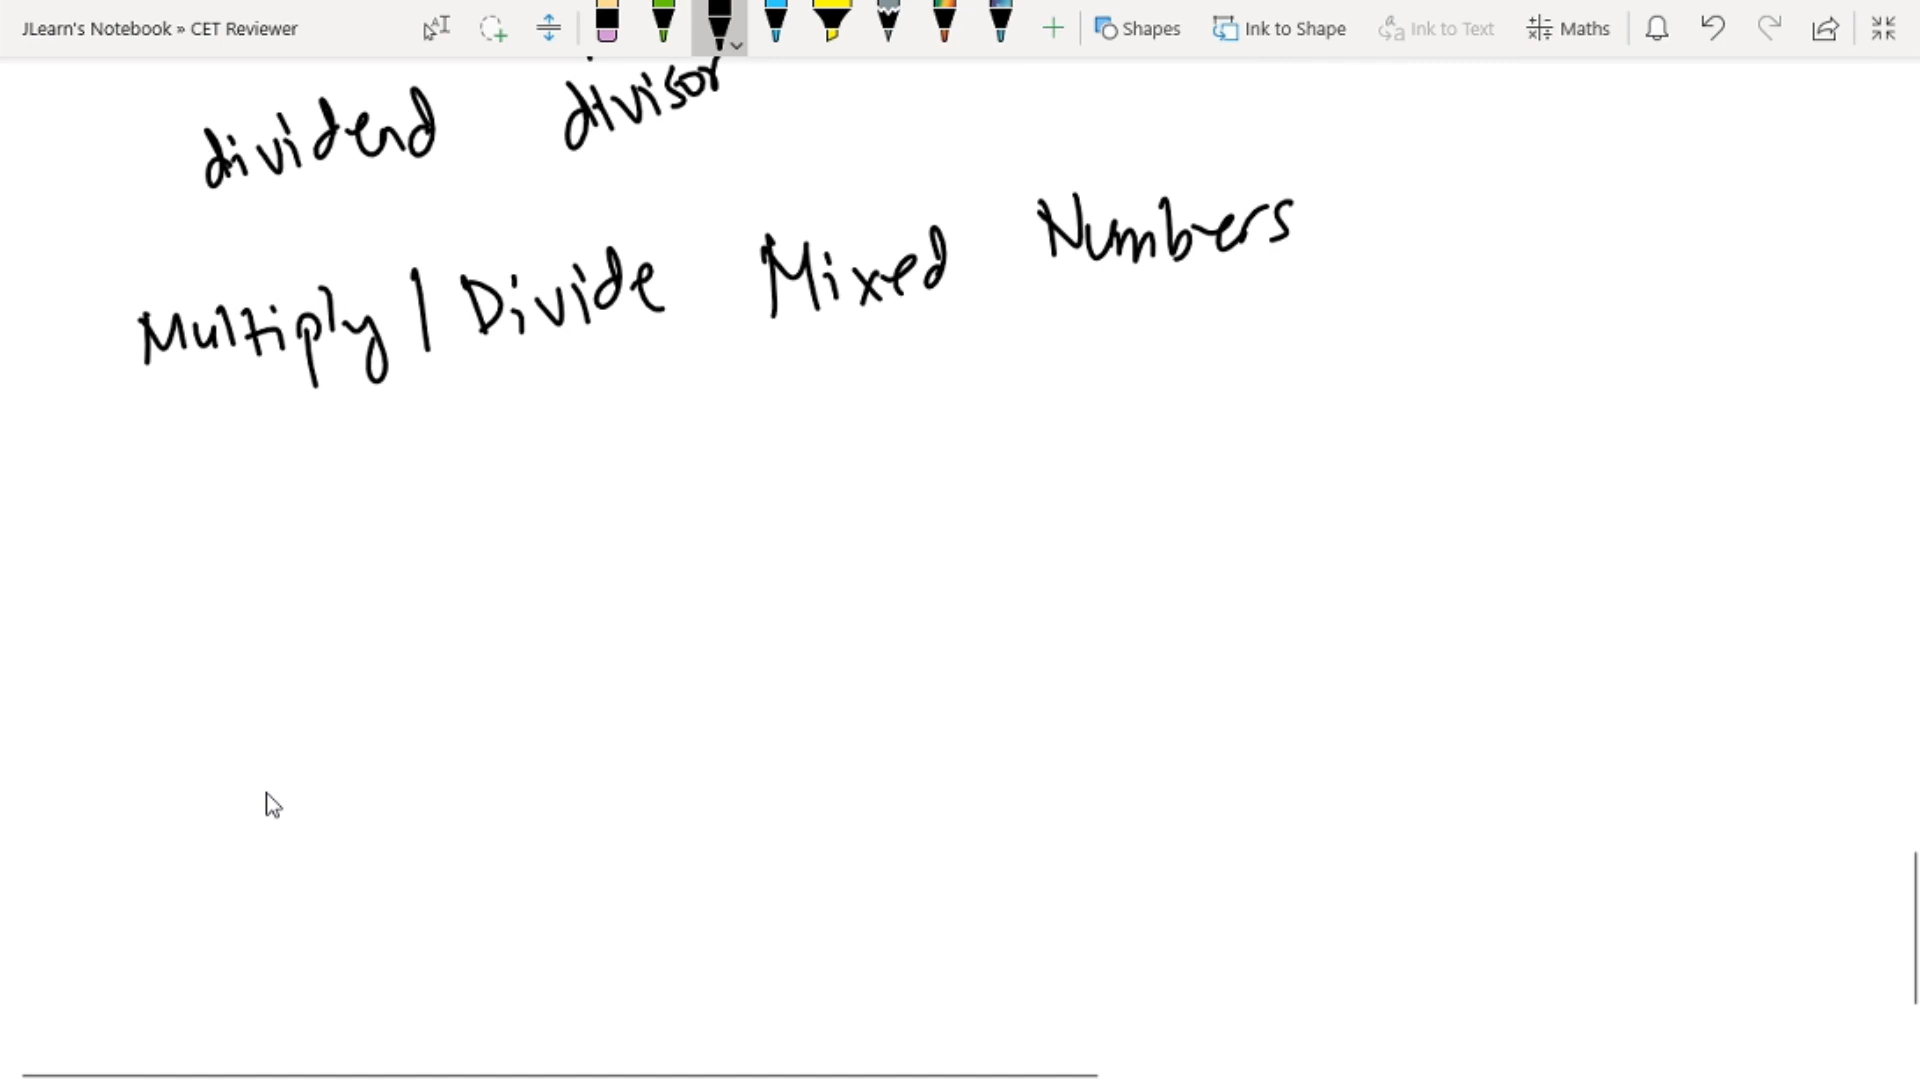 JLearn's Notebook » CET Reviewer
Shapes Ink to Shape Ink to Text Maths
dividend divisor
Multiply / Divide Mixed Numbers